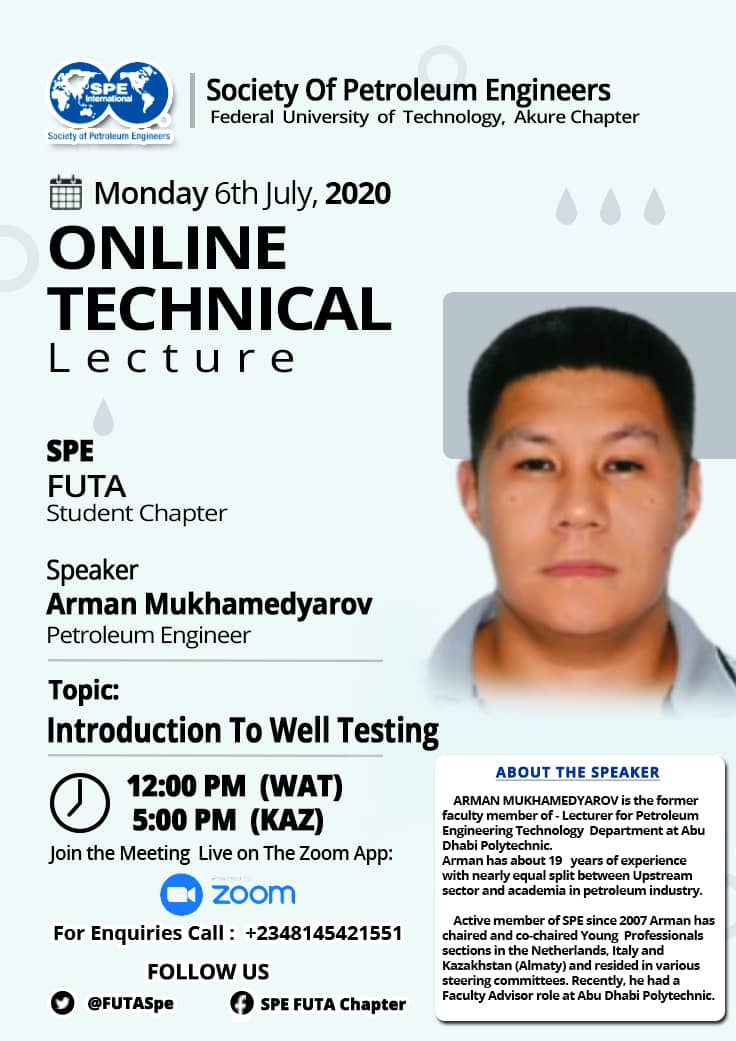 SPE
International
Society of Petroleum Engineers
Society Of Petroleum Engineers
Federal University of Technology, Akure Chapter
Monday 6th July, 2020
ONLINE
TECHNICAL
Lecture
SPE
FUTA
Student Chapter
Speaker
Arman Mukhamedyarov
Petroleum Engineer
Topic:
Introduction To Well Testing
12:00 PM (WAT)
5:00 PM (KAZ)
Join the Meeting Live on The Zoom App:
Powered by
zoom
For Enquiries Call : +2348145421551
FOLLOW US
@FUTASpe
SPE FUTA Chapter
ABOUT THE SPEAKER
ARMAN MUKHAMEDYAROV is the former
faculty member of - Lecturer for Petroleum
Engineering Technology Department at Abu
Dhabi Polytechnic.
Arman has about 19 years of experience
with nearly equal split between Upstream
sector and academia in petroleum industry.
Active member of SPE since 2007 Arman has
chaired and co-chaired Young Professionals
sections in the Netherlands, Italy and
Kazakhstan (Almaty) and resided in various
steering committees. Recently, he had a
Faculty Advisor role at Abu Dhabi Polytechnic.